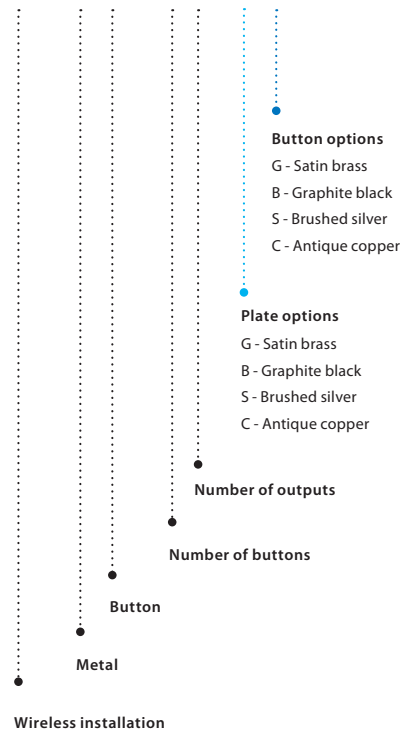 Button options
G - Satin brass
B - Graphite black
S - Brushed silver
C - Antique copper
Plate options
G - Satin brass
B - Graphite black
S - Brushed silver
C - Antique copper
Number of outputs
Number of buttons
Button
Metal
Wireless installation